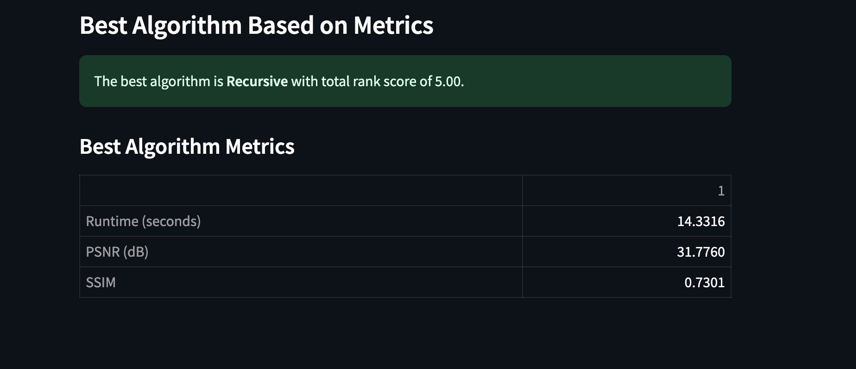 Best Algorithm Based on Metrics
The best algorithm is Recursive with total rank score of 5.00.
Best Algorithm Metrics
1
Runtime (seconds) 14.3316
PSNR (dB) 31.7760
SSIM 0.7301